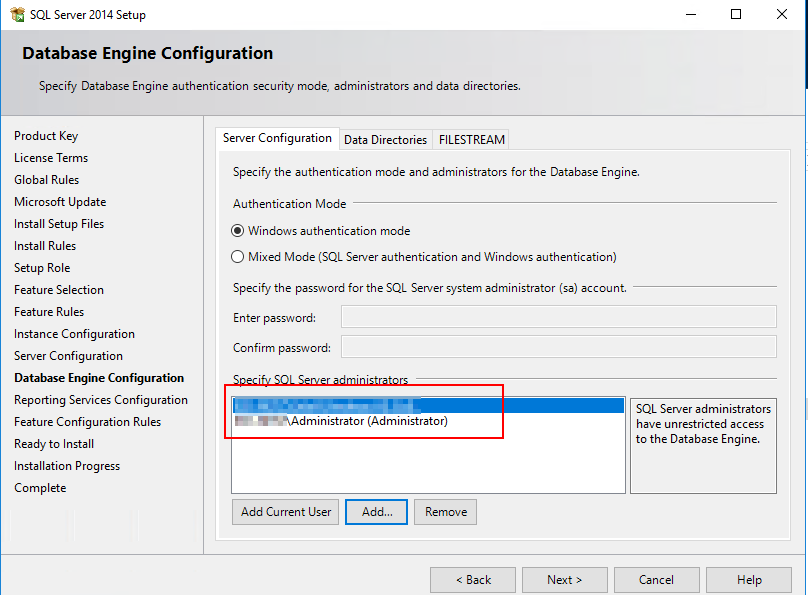 SQL Server 2014 Setup
Database Engine Configuration
Specify Database Engine authentication security mode, administrators and data directories.
Product Key
License Terms
Global Rules
Microsoft Update
Install Setup Files
Install Rules
Setup Role
Feature Selection
Feature Rules
Instance Configuration
Server Configuration
Database Engine Configuration
Reporting Services Configuration
Feature Configuration Rules
Ready to Install
Installation Progress
Complete
Server Configuration Data Directories FILESTREAM
Specify the authentication mode and administrators for the Database Engine.
Authentication Mode
Windows authentication mode
Mixed Mode (SQL Server authentication and Windows authentication)
Specify the password for the SQL Server system administrator (sa) account.
Enter password:
Confirm password:
Specify SQL Server administrators
\Administrator (Administrator)
SQL Server administrators
have unrestricted access
to the Database Engine.
Add Current User Add... Remove
< Back Next > Cancel Help